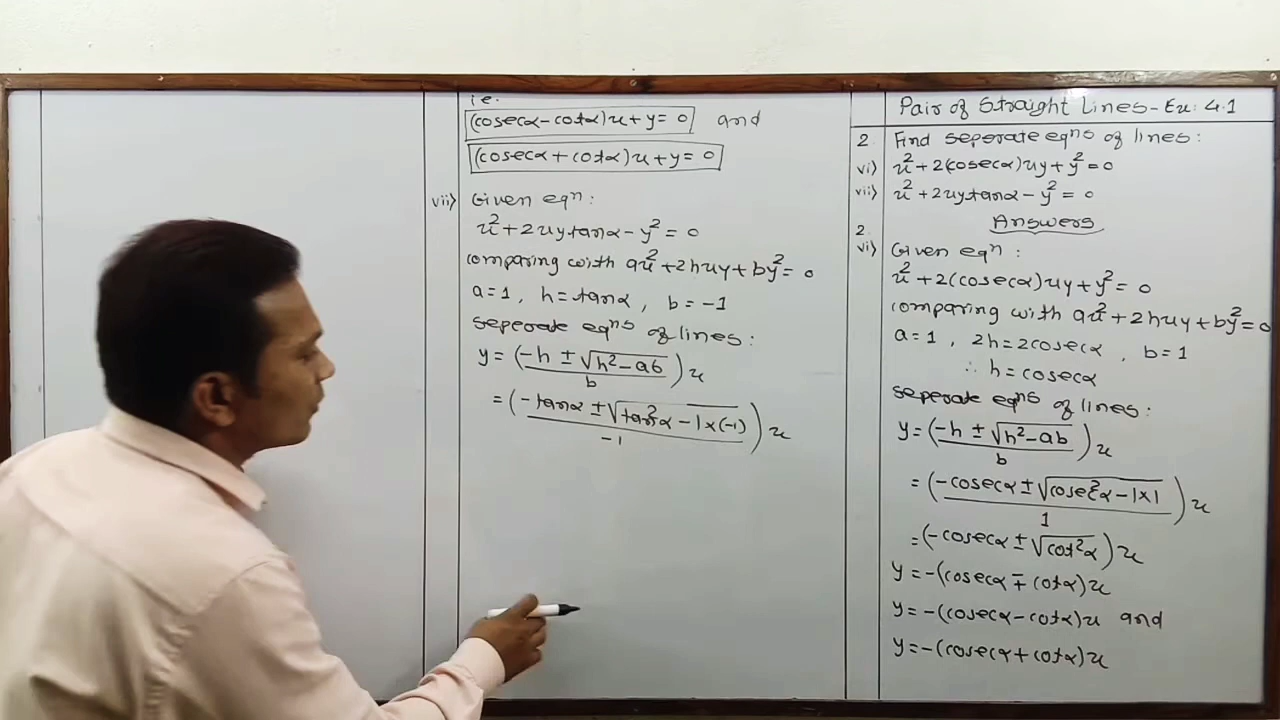 Pair of Straight Lines - Ex: 4.1
2. Find seperate eqns of lines:
vi) x² + 2(cosecα)xy + y² = 0
vii) x² + 2xytanα - y² = 0
Answers
2.
vi) Given eqn:
x² + 2(cosecα)xy + y² = 0
comparing with ax² + 2hxy + by² = 0
a = 1, 2h = 2cosecα, b = 1
∴ h = cosecα
seperate eqns of lines:
y = (-h ± √h² - ab / b) x
= (-cosecα ± √cosec²α - 1×1 / 1) x
= (-cosecα ± √cot²α) x
y = -(cosecα ∓ cotα)x
y = -(cosecα - cotα)x and
y = -(cosecα + cotα)x
i.e.
(cosecα - cotα)x + y = 0 and
(cosecα + cotα)x + y = 0
vii) Given eqn:
x² + 2xytanα - y² = 0
comparing with ax² + 2hxy + by² = 0
a = 1, h = tanα, b = -1
seperate eqns of lines:
y = (-h ± √h² - ab / b) x
= (-tanα ± √tan²α - 1×(-1) / -1) x